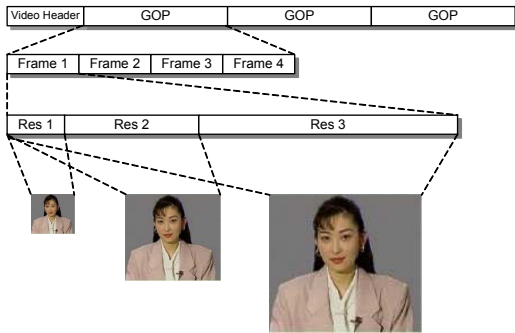 Video Header GOP GOP GOP
Frame 1 Frame 2 Frame 3 Frame 4
Res 1 Res 2 Res 3